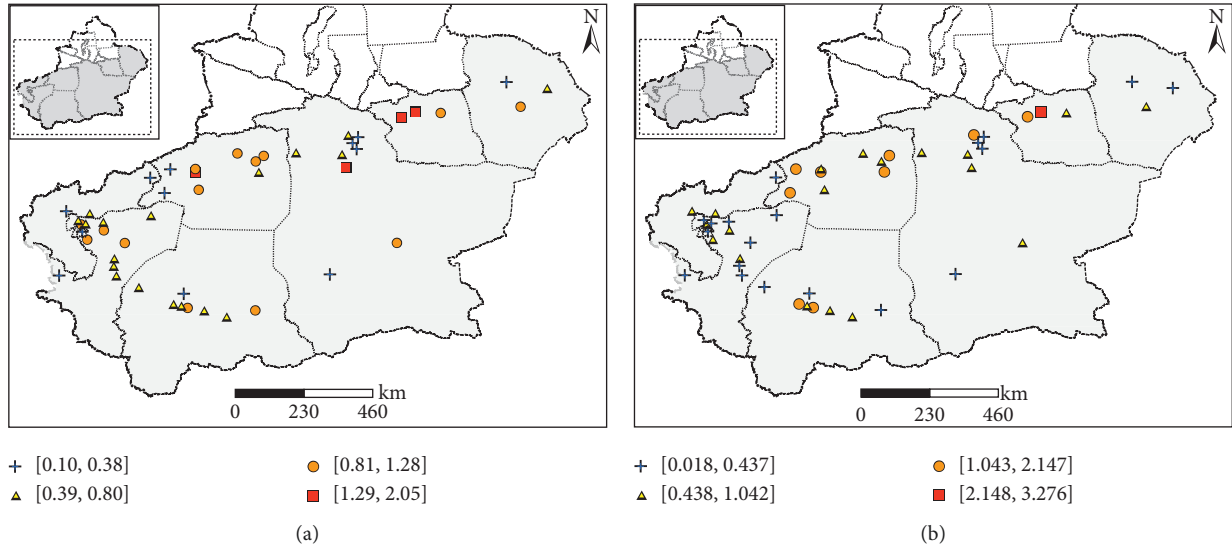 N
km
0 230 460
[0.10, 0.38]
[0.39, 0.80]
[0.81, 1.28]
[1.29, 2.05]
(a)
N
km
0 230 460
[0.018, 0.437]
[0.438, 1.042]
[1.043, 2.147]
[2.148, 3.276]
(b)